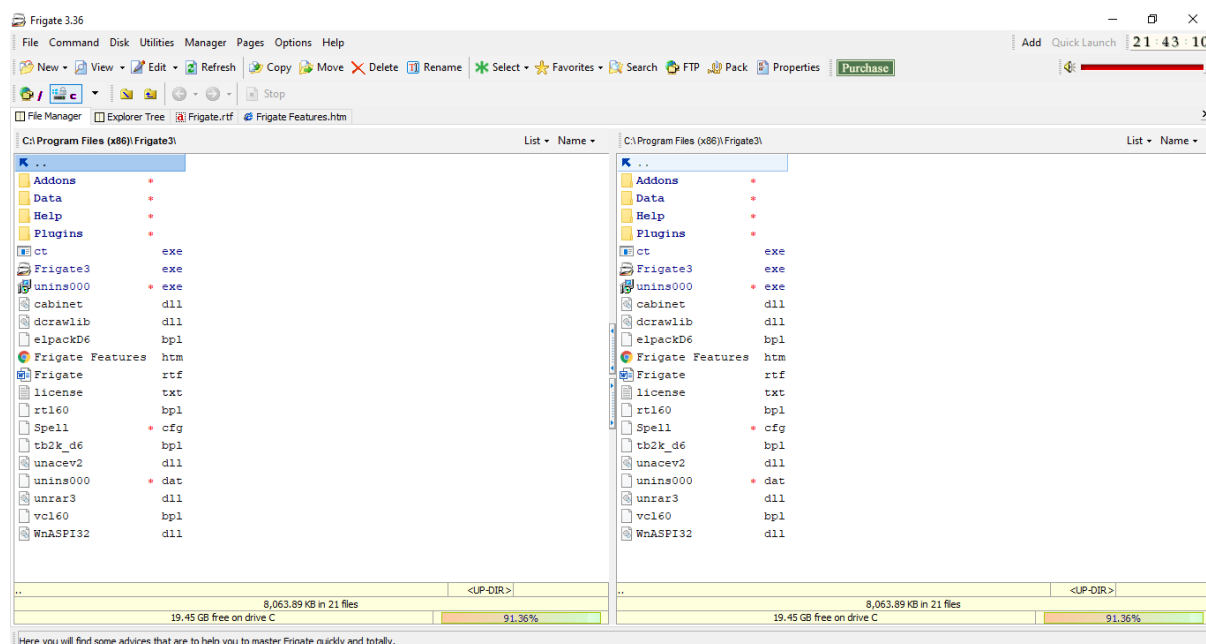 Frigate 3.36
File Command Disk Utilities Manager Pages Options Help
Add Quick Launch 21:43:10
New View Edit Refresh Copy Move Delete Rename Select Favorites Search FTP Pack Properties Purchase
/ c Stop
File Manager Explorer Tree Frigate.rtf Frigate Features.htm
C:\Program Files (x86)\Frigate3\ List Name C:\Program Files (x86)\Frigate3\ List Name
.. ..
Addons * Addons *
Data * Data *
Help * Help *
Plugins * Plugins *
ct exe ct exe
Frigate3 exe Frigate3 exe
unins000 * exe unins000 * exe
cabinet dll cabinet dll
dcrawlib dll dcrawlib dll
elpackD6 bpl elpackD6 bpl
Frigate Features htm Frigate Features htm
Frigate rtf Frigate rtf
license txt license txt
rtl60 bpl rtl60 bpl
Spell * cfg Spell * cfg
tb2k_d6 bpl tb2k_d6 bpl
unacev2 dll unacev2 dll
unins000 * dat unins000 * dat
unrar3 dll unrar3 dll
vcl60 bpl vcl60 bpl
WnASPI32 dll WnASPI32 dll
.. <UP-DIR> .. <UP-DIR>
8,063.89 KB in 21 files 8,063.89 KB in 21 files
19.45 GB free on drive C 91.36% 19.45 GB free on drive C 91.36%
Here you will find some advices that are to help you to master Frigate quickly and totally.